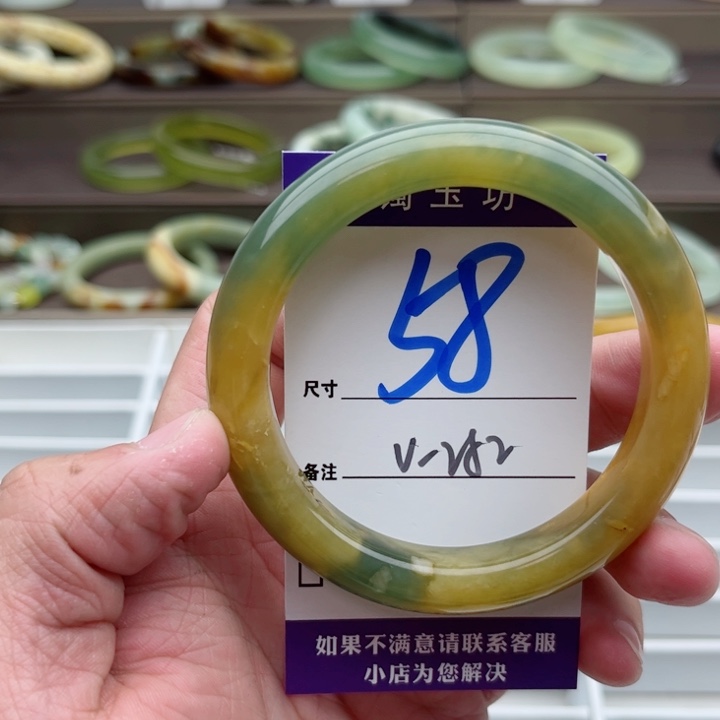 淘玉坊
尺寸 58
备注 V-282
如果不满意请联系客服
小店为您解决